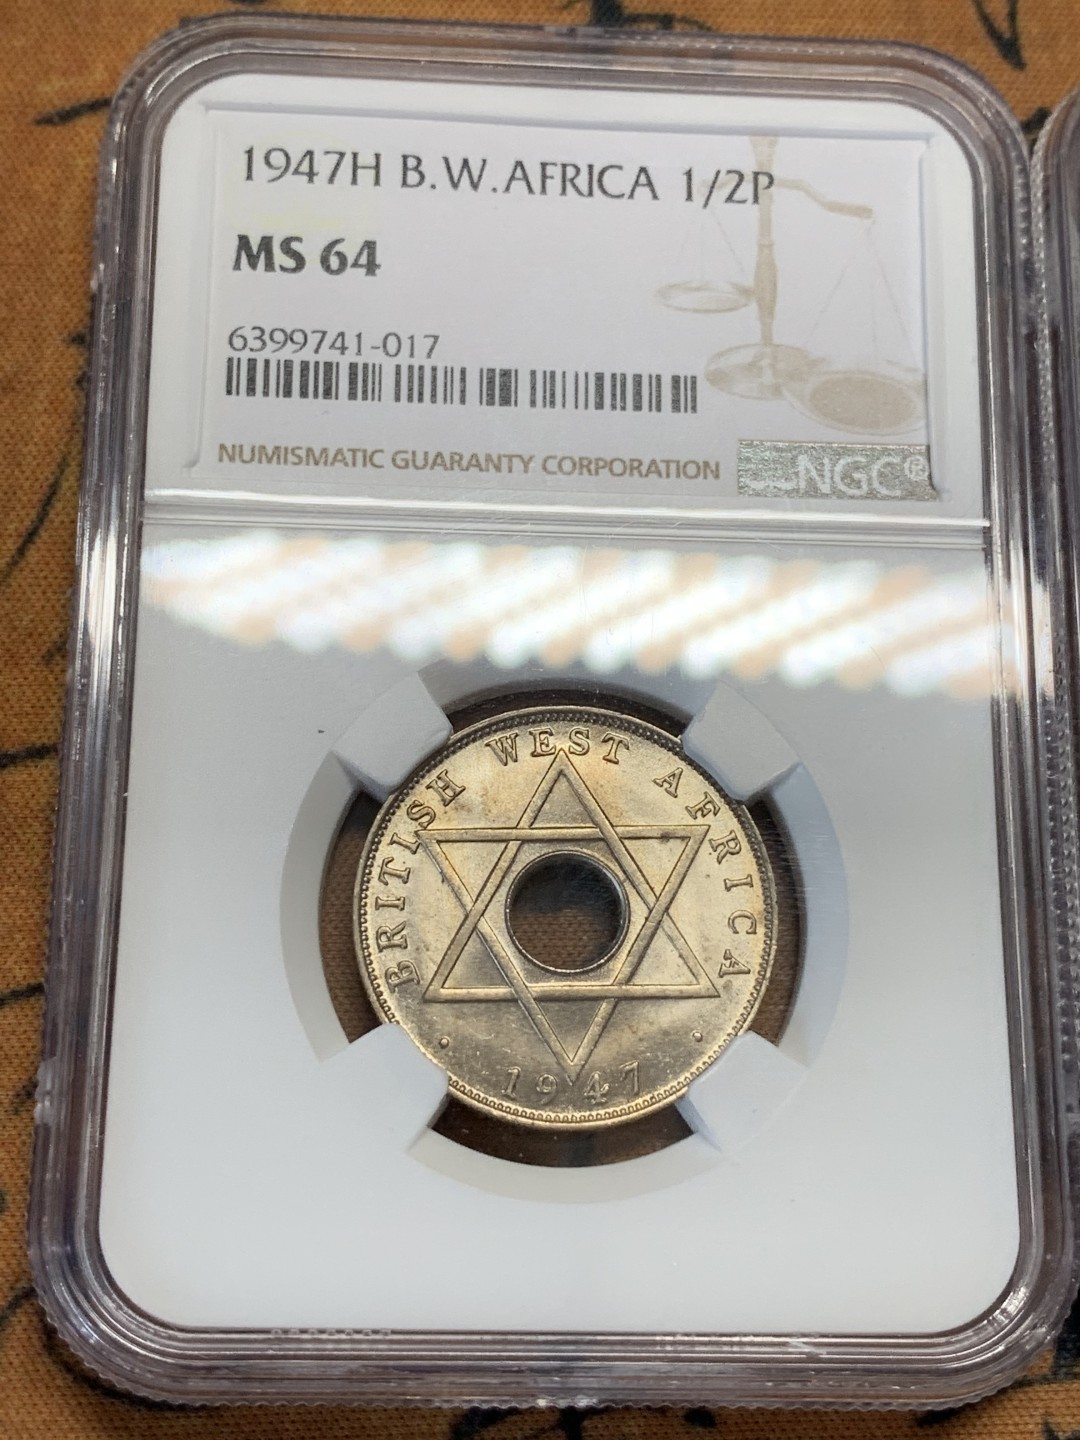 1947H B.W.AFRICA 1/2P
MS 64
6399741-017
NUMISMATIC GUARANTY CORPORATION
NGC®
BRITISH WEST AFRICA
1947